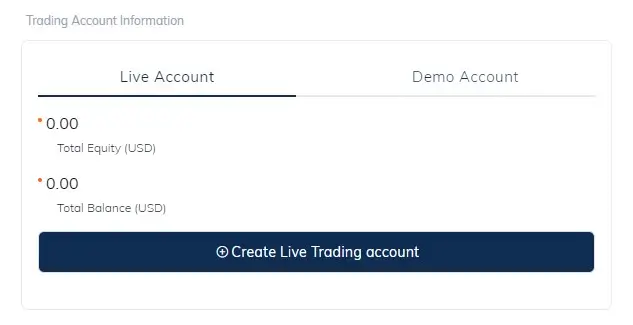 Trading Account Information
Live Account
Demo Account
0.00
Total Equity (USD)
0.00
Total Balance (USD)
Create Live Trading account